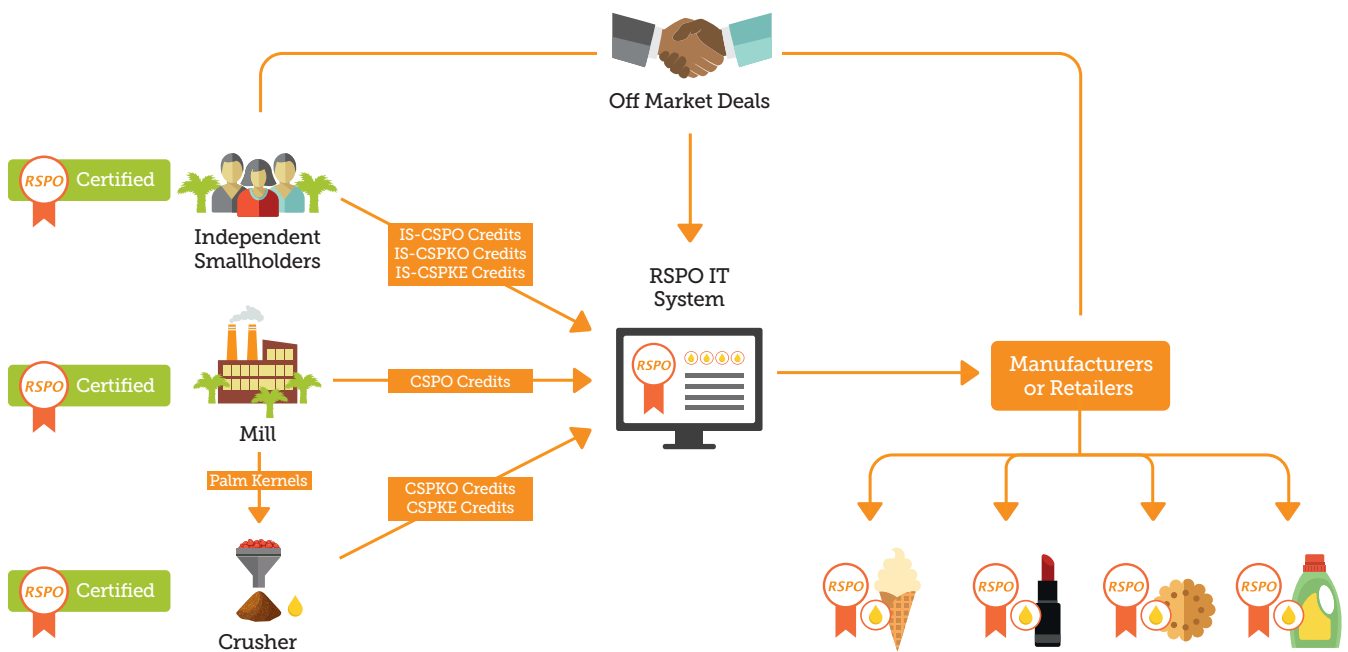 Off Market Deals
RSPO
Certified
Independent
Smallholders
IS-CSPO Credits
IS-CSPKO Credits
IS-CSPKE Credits
RSPO IT
System
RSPO
RSPO
Certified
Mill
CSPO Credits
Manufacturers
or Retailers
Palm Kernels
CSPKO Credits
CSPKE Credits
RSPO
Certified
Crusher
RSPO
RSPO
RSPO
RSPO